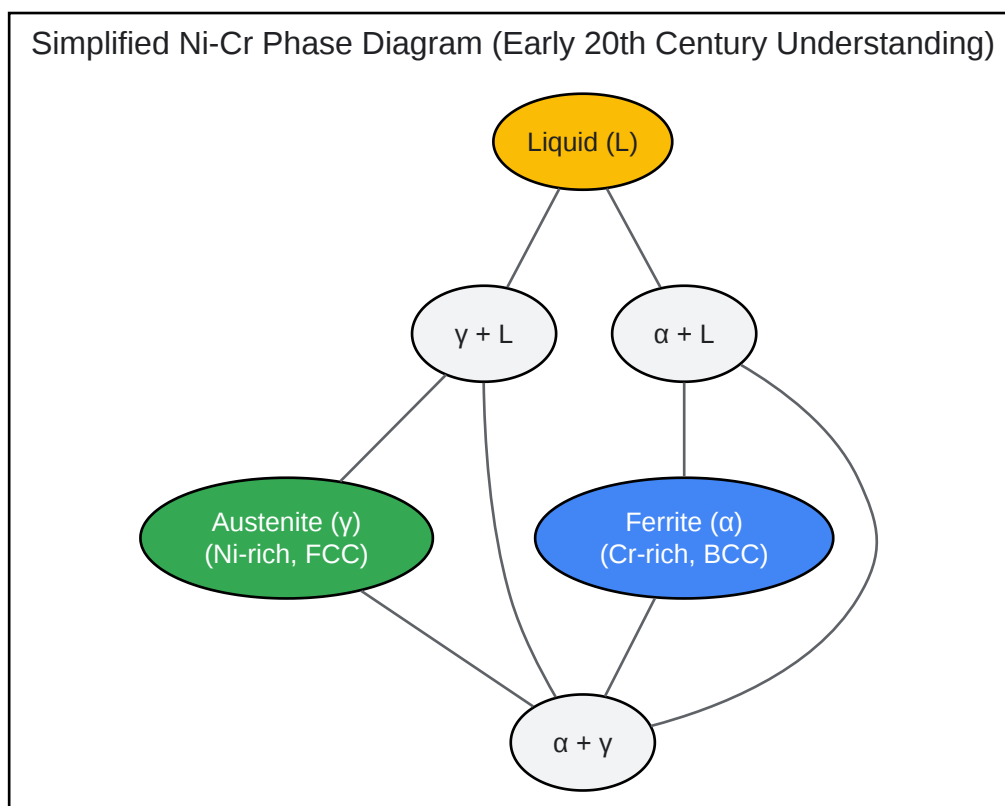 Simplified Ni-Cr Phase Diagram (Early 20th Century Understanding)
Liquid (L)
γ + L
α + L
Austenite (γ)
(Ni-rich, FCC)
Ferrite (α)
(Cr-rich, BCC)
α + γ